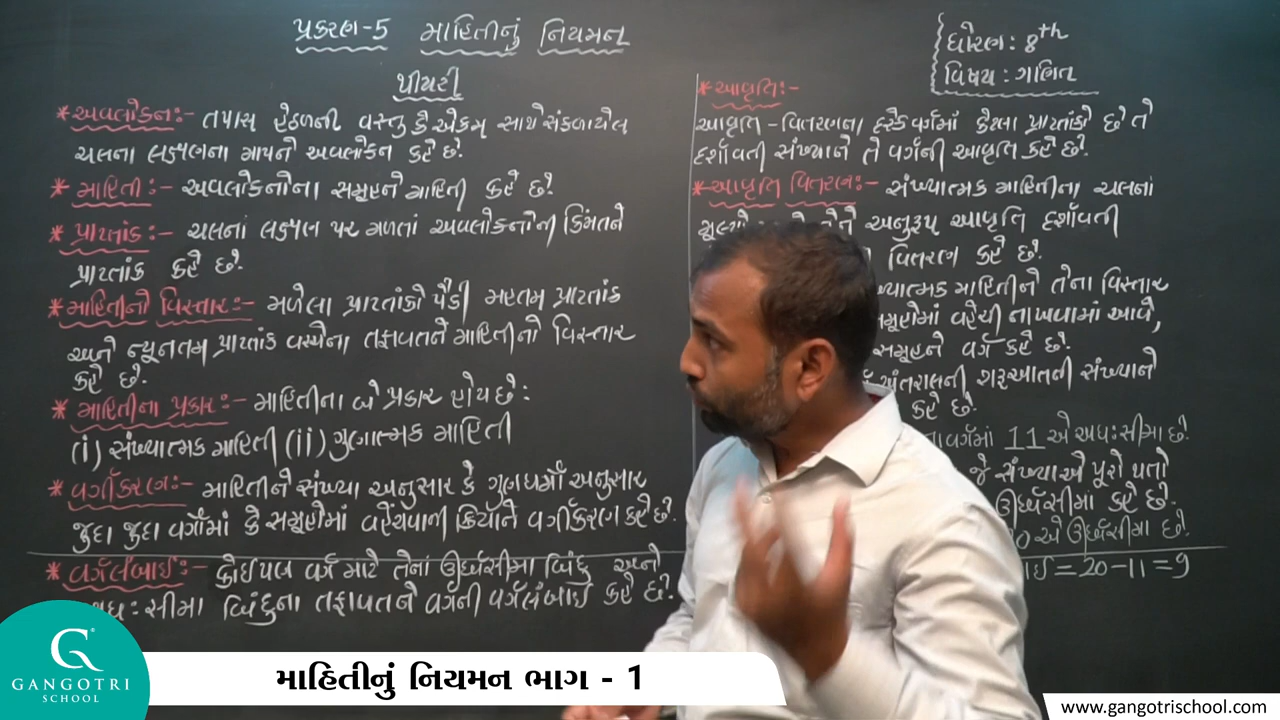 પ્રકરણ-5 માહિતીનું નિયમન
ધોરણ: 8th
વિષય: ગણિત
થીયરી
* અવલોકન:- તપાસ હેઠળની વસ્તુ કે એકમ સાથે સંકળાયેલ
ચલના લક્ષણના માપને અવલોકન કહે છે.
* માહિતી:- અવલોકનોના સમૂહને માહિતી કહે છે.
* પ્રાપ્તાંક:- ચલનાં લક્ષણ પર મળતાં અવલોકનોની કિંમતને
પ્રાપ્તાંક કહે છે.
* માહિતીનો વિસ્તાર:- મળેલા પ્રાપ્તાંકો પૈકી મહત્તમ પ્રાપ્તાંક
અને ન્યૂનતમ પ્રાપ્તાંક વચ્ચેના તફાવતને માહિતીનો વિસ્તાર
કહે છે.
* માહિતીના પ્રકાર:- માહિતીના બે પ્રકાર હોય છે:
(i) સંખ્યાત્મક માહિતી (ii) ગુણાત્મક માહિતી
* વર્ગીકરણ:- માહિતીને સંખ્યા અનુસાર કે ગુણધર્મો અનુસાર
જુદા જુદા વર્ગોમાં કે સમૂહોમાં વહેંચવાની ક્રિયાને વર્ગીકરણ કહે છે.
* વર્ગલંબાઈ:- કોઈપણ વર્ગ માટે તેનાં ઊર્ધ્વસીમા બિંદુ અને
અધ:સીમા બિંદુના તફાવતને વર્ગની વર્ગલંબાઈ કહે છે.
* આવૃતિ:-
આવૃતિ-વિતરણના દરેક વર્ગમાં કેટલા પ્રાપ્તાંકો છે તે
દર્શાવતી સંખ્યાને તે વર્ગની આવૃતિ કહે છે.
* આવૃતિ વિતરણ:- સંખ્યાત્મક માહિતીના ચલનાં
અનુરૂપ આવૃતિ દર્શાવતી
વિતરણ કહે છે.
માહિતીને તેના વિસ્તાર
વહેંચી નાખવામાં આવે,
સમૂહને વર્ગ કહે છે.
અંતરાલની શરૂઆતની સંખ્યાને
કહે છે.
11 એ અધ:સીમા છે.
જે સંખ્યાએ પૂરો થતો
ઊર્ધ્વસીમા કહે છે.
એ ઊર્ધ્વસીમા છે.
= 20 - 11 = 9
G
GANGOTRI
SCHOOL
માહિતીનું નિયમન ભાગ - 1
www.gangotrischool.com